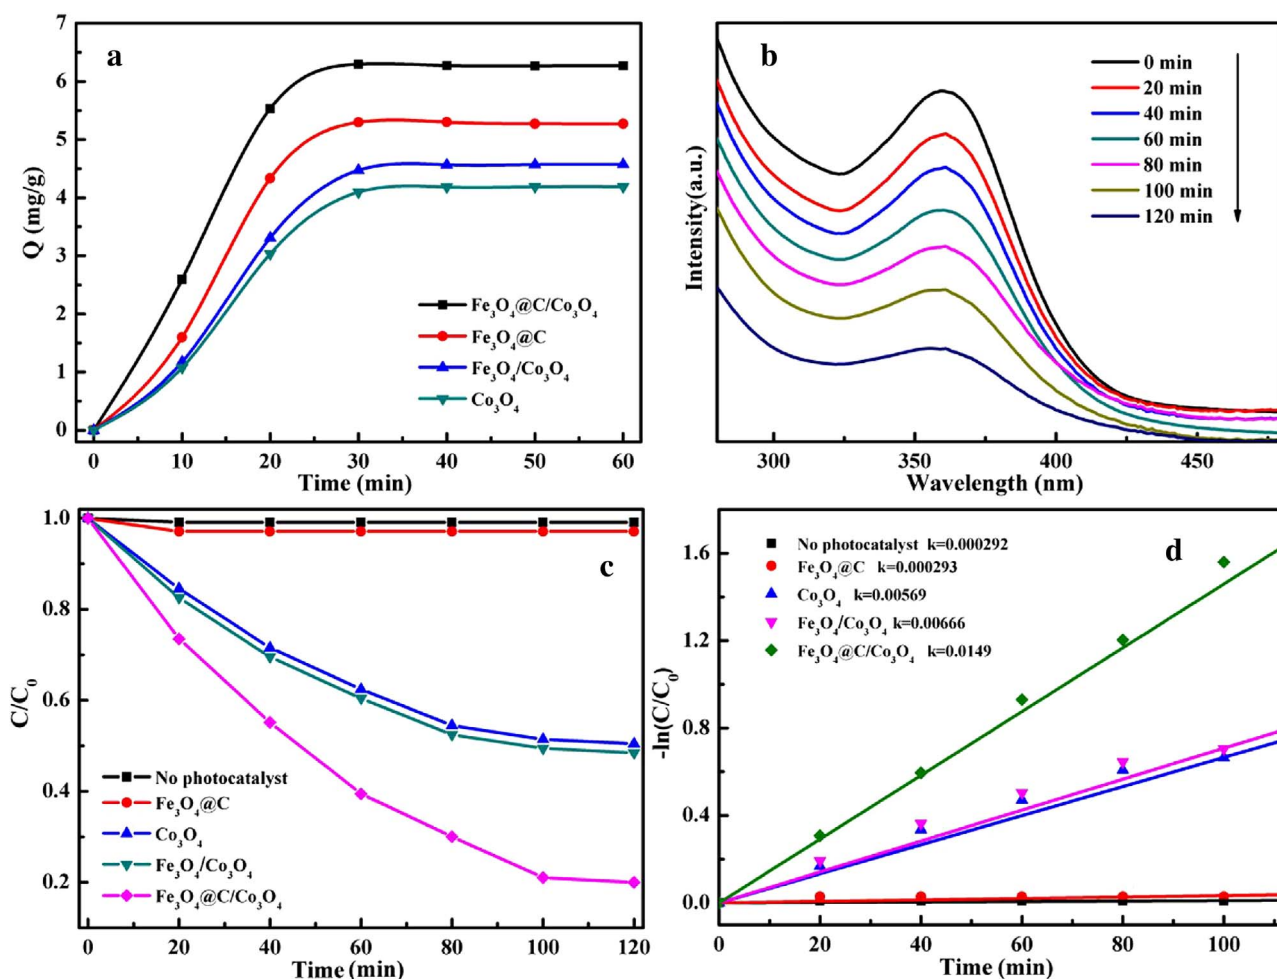 a
7
6
5
4
3
2
1
0
Q (mg/g)
Fe₃O₄@C/Co₃O₄
Fe₃O₄@C
Fe₃O₄/Co₃O₄
Co₃O₄
0 10 20 30 40 50 60
Time (min)
b
Intensity(a.u.)
0 min
20 min
40 min
60 min
80 min
100 min
120 min
300 350 400 450
Wavelength (nm)
c
1.0
0.8
0.6
0.4
0.2
C/C₀
No photocatalyst
Fe₃O₄@C
Co₃O₄
Fe₃O₄/Co₃O₄
Fe₃O₄@C/Co₃O₄
0 20 40 60 80 100 120
Time (min)
d
1.6
1.2
0.8
0.4
0.0
-ln(C/C₀)
No photocatalyst k=0.000292
Fe₃O₄@C k=0.000293
Co₃O₄ k=0.00569
Fe₃O₄/Co₃O₄ k=0.00666
Fe₃O₄@C/Co₃O₄ k=0.0149
0 20 40 60 80 100
Time (min)